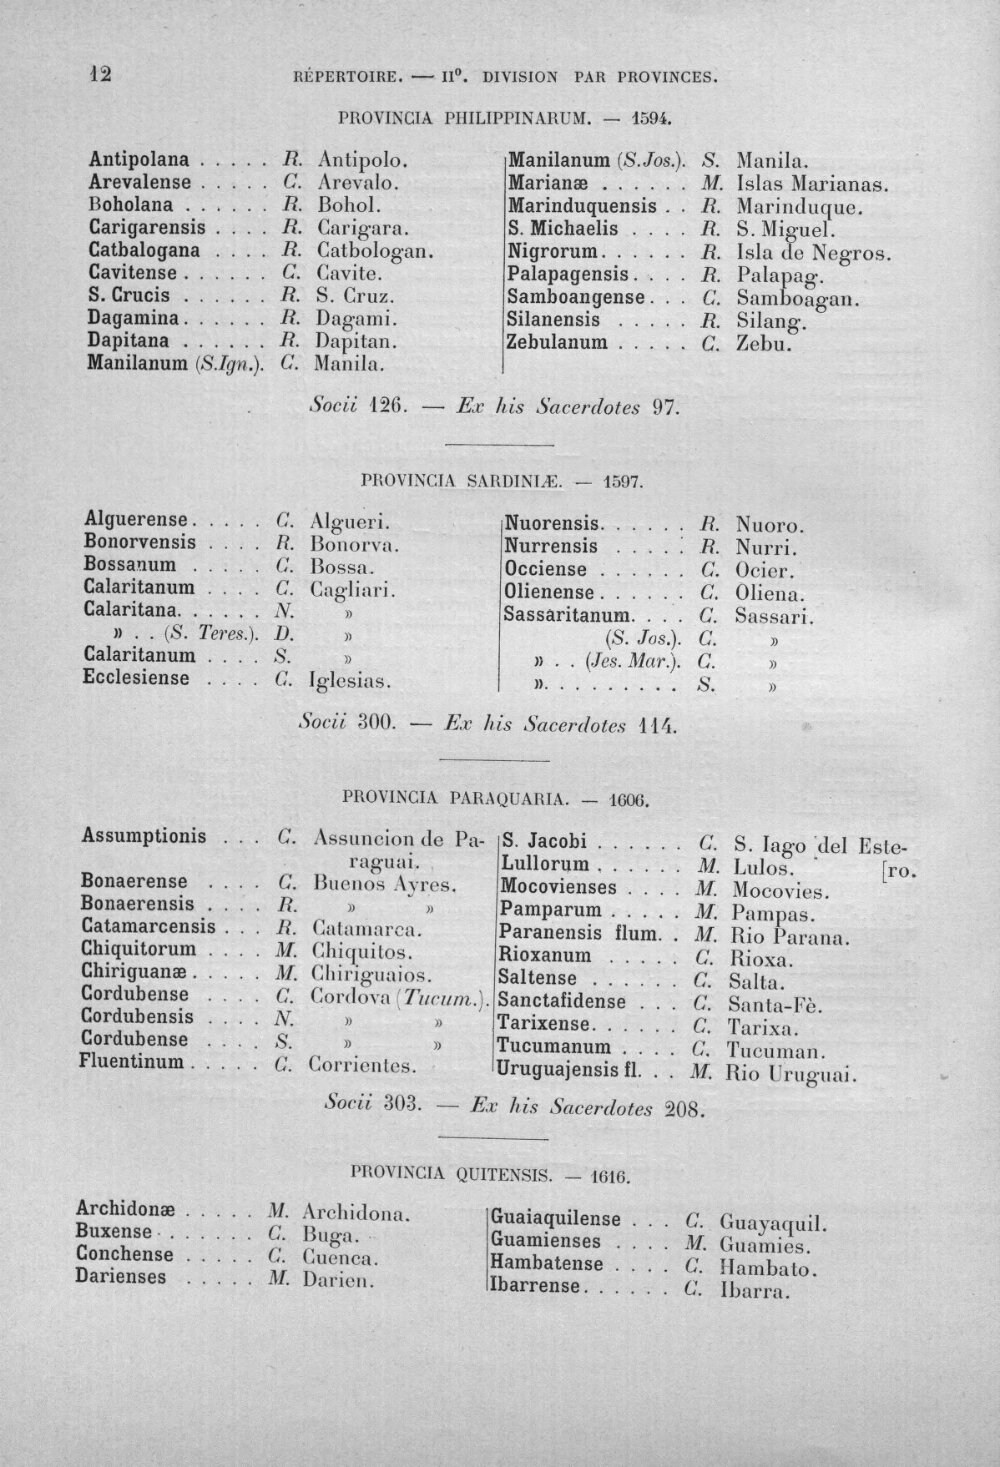 12
RÉPERTOIRE. — IIº. DIVISION PAR PROVINCES.
PROVINCIA PHILIPPINARUM. — 1594.
Antipolana . . . . . R. Antipolo.
Arevalense . . . . . C. Arevalo.
Boholana . . . . . . R. Bohol.
Carigarensis . . . . R. Carigara.
Catbalogana . . . . R. Catbologan.
Cavitense . . . . . . C. Cavite.
S. Crucis . . . . . . R. S. Cruz.
Dagamina . . . . . . R. Dagami.
Dapitana . . . . . . R. Dapitan.
Manilanum (S.Ign.). C. Manila.
Manilanum (S.Jos.). S. Manila.
Marianæ . . . . . . M. Islas Marianas.
Marinduquensis . . R. Marinduque.
S. Michaelis . . . . R. S. Miguel.
Nigrorum. . . . . . R. Isla de Negros.
Palapagensis. . . . R. Palapag.
Samboangense. . . C. Samboagan.
Silanensis . . . . . R. Silang.
Zebulanum . . . . . C. Zebu.
Socii 126. — Ex his Sacerdotes 97.
PROVINCIA SARDINIÆ. — 1597.
Alguerense. . . . . C. Algueri.
Bonorvensis . . . . R. Bonorva.
Bossanum . . . . . C. Bossa.
Calaritanum . . . . C. Cagliari.
Calaritana. . . . . . N. »
» . . (S. Teres.). D. »
Calaritanum . . . . S. »
Ecclesiense . . . . C. Iglesias.
Nuorensis. . . . . . R. Nuoro.
Nurrensis . . . . . R. Nurri.
Occiense . . . . . . C. Ocier.
Olienense . . . . . . C. Oliena.
Sassaritanum. . . . C. Sassari.
(S. Jos.). C. »
» . . (Jes. Mar.). C. »
». . . . . . . . . . S. »
Socii 300. — Ex his Sacerdotes 114.
PROVINCIA PARAQUARIA. — 1606.
Assumptionis . . . C. Assuncion de Pa-
raguai.
Bonaerense . . . . C. Buenos Ayres.
Bonaerensis . . . . R. » »
Catamarcensis . . . R. Catamarca.
Chiquitorum . . . . M. Chiquitos.
Chiriguanæ . . . . . M. Chiriguaios.
Cordubense . . . . C. Cordova (Tucum.).
Cordubensis . . . . N. » »
Cordubense . . . . S. » »
Fluentinum . . . . . C. Corrientes.
S. Jacobi . . . . . . C. S. Iago del Este-
Lullorum . . . . . . M. Lulos. [ro.
Mocovienses . . . . M. Mocovies.
Pamparum . . . . . M. Pampas.
Paranensis flum. . M. Rio Parana.
Rioxanum . . . . . C. Rioxa.
Saltense . . . . . . C. Salta.
Sanctafidense . . . C. Santa-Fè.
Tarixense. . . . . . C. Tarixa.
Tucumanum . . . . C. Tucuman.
Uruguajensis fl. . . M. Rio Uruguai.
Socii 303. — Ex his Sacerdotes 208.
PROVINCIA QUITENSIS. — 1616.
Archidonæ . . . . . M. Archidona.
Buxense . . . . . . C. Buga.
Conchense . . . . . C. Cuenca.
Darienses . . . . . M. Darien.
Guaiaquilense . . . C. Guayaquil.
Guamienses . . . . M. Guamies.
Hambatense . . . . C. Hambato.
Ibarrense. . . . . . C. Ibarra.